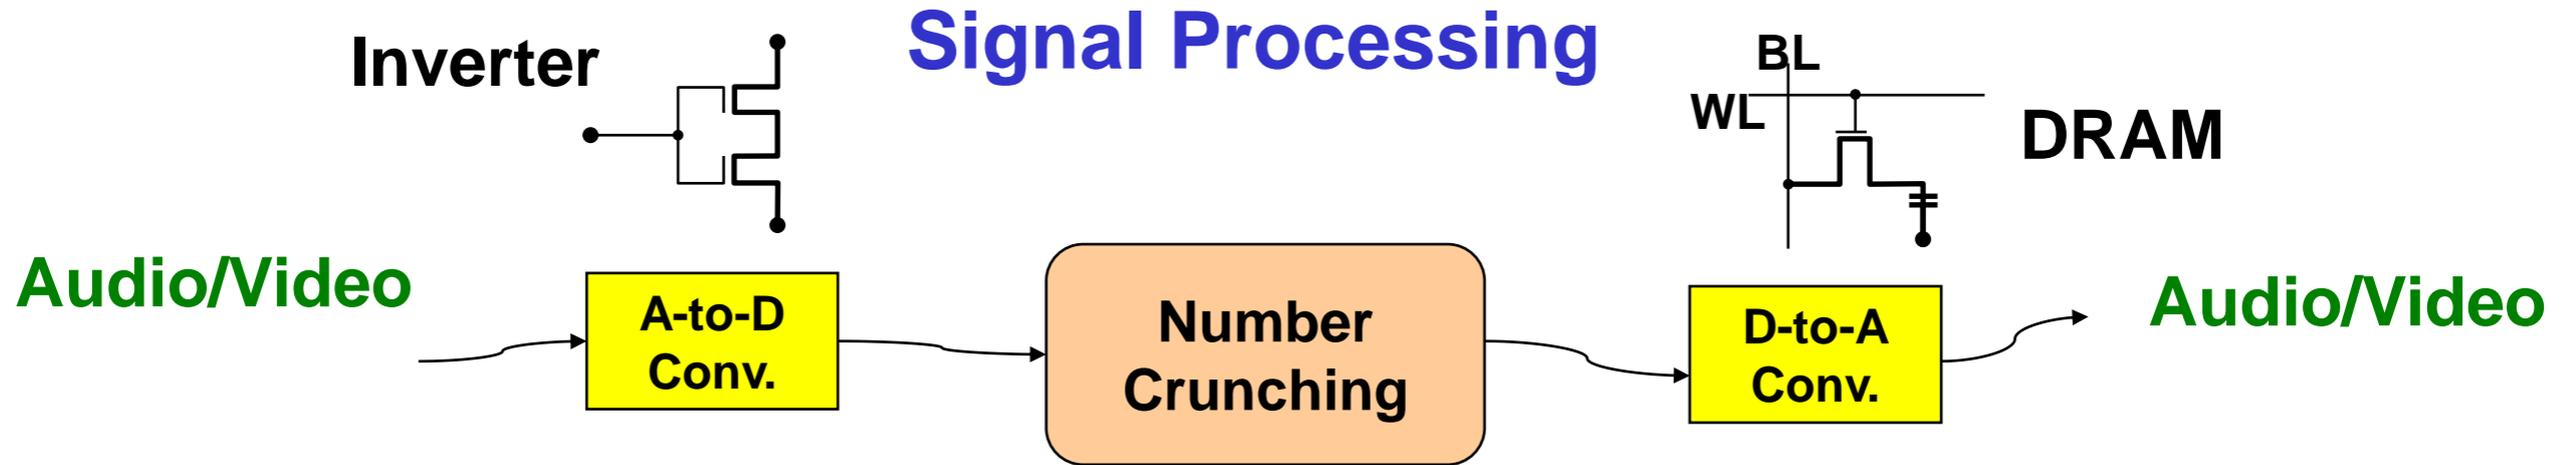 Signal Processing
Inverter
BL
WL
DRAM
Audio/Video
A-to-D
Conv.
Number
Crunching
D-to-A
Conv.
Audio/Video